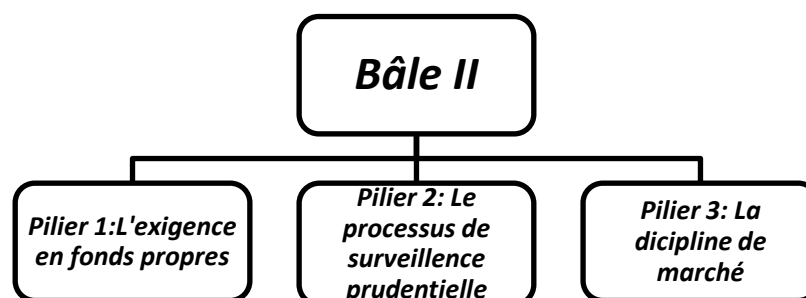 Bâle II
Pilier 1:L'exigence
en fonds propres
Pilier 2: Le
processus de
surveillence
prudentielle
Pilier 3: La
dicipline de
marché